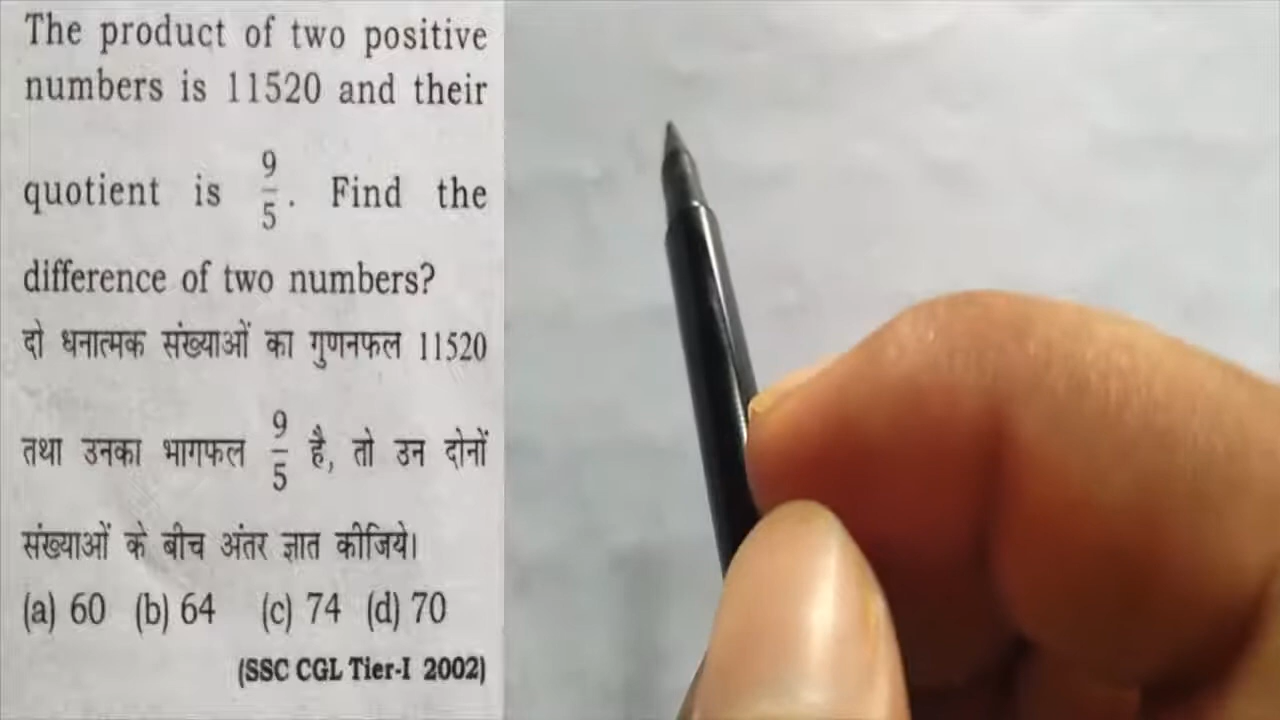 The product of two positive
numbers is 11520 and their
quotient is 9/5. Find the
difference of two numbers?
दो धनात्मक संख्याओं का गुणनफल 11520
तथा उनका भागफल 9/5 है, तो उन दोनों
संख्याओं के बीच अंतर ज्ञात कीजिये।
(a) 60 (b) 64 (c) 74 (d) 70
(SSC CGL Tier-I 2002)